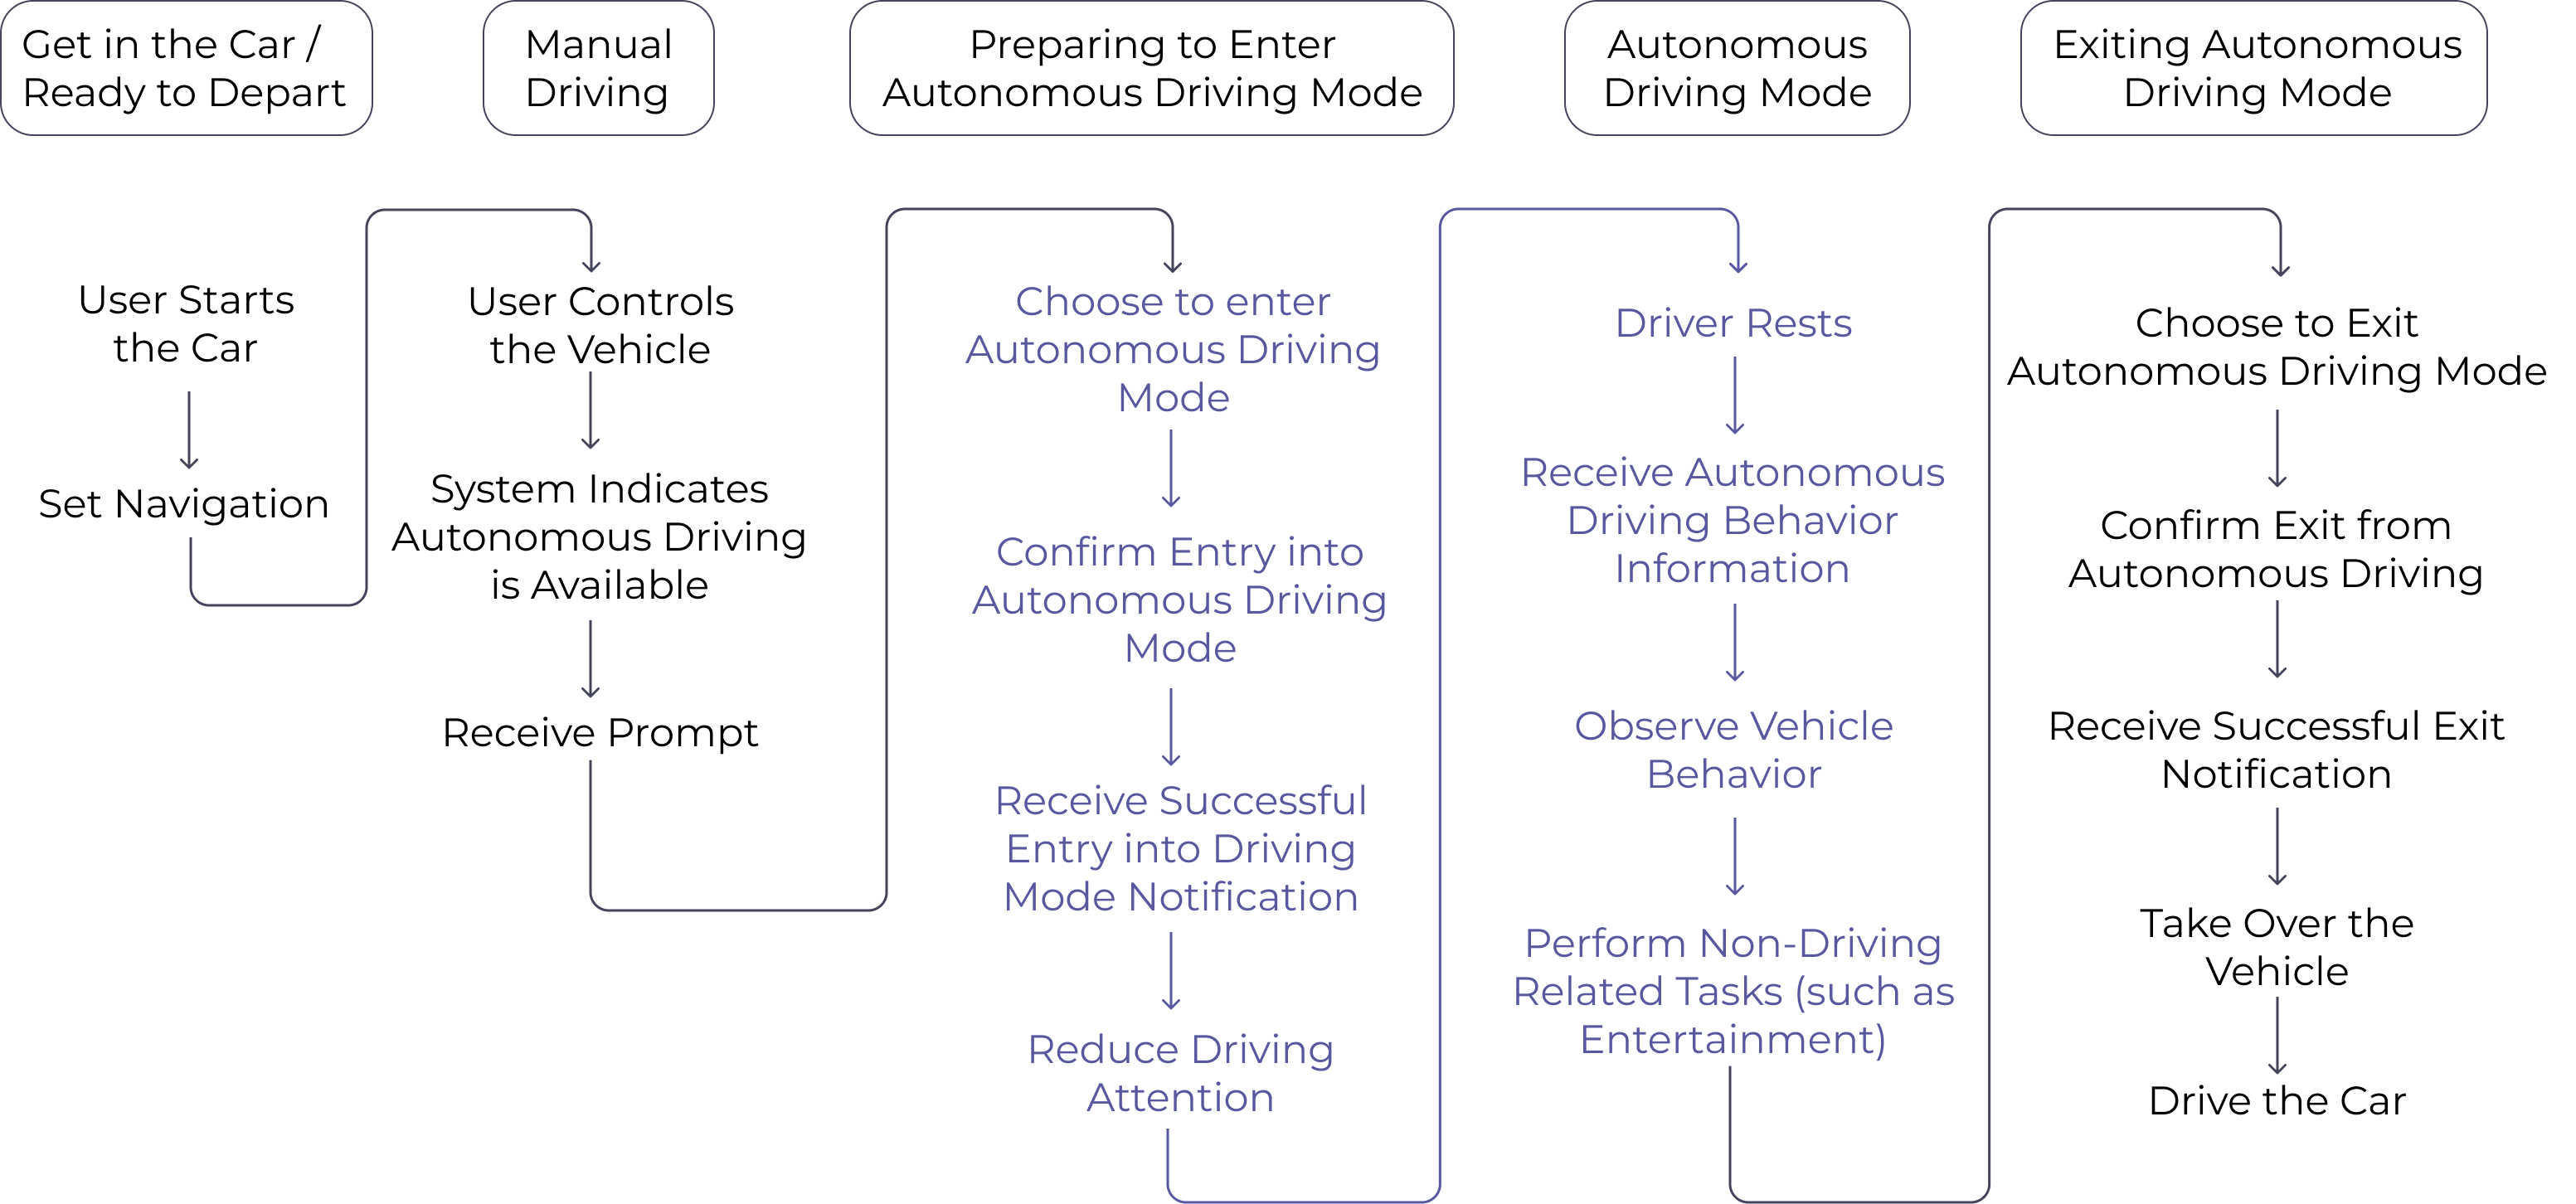 Get in the Car /
Ready to Depart
Manual
Driving
Preparing to Enter
Autonomous Driving Mode
Autonomous
Driving Mode
Exiting Autonomous
Driving Mode
User Starts
the Car
Set Navigation
User Controls
the Vehicle
System Indicates
Autonomous Driving
is Available
Receive Prompt
Choose to enter
Autonomous Driving
Mode
Confirm Entry into
Autonomous Driving
Mode
Receive Successful
Entry into Driving
Mode Notification
Reduce Driving
Attention
Driver Rests
Receive Autonomous
Driving Behavior
Information
Observe Vehicle
Behavior
Perform Non-Driving
Related Tasks (such as
Entertainment)
Choose to Exit
Autonomous Driving Mode
Confirm Exit from
Autonomous Driving
Receive Successful Exit
Notification
Take Over the
Vehicle
Drive the Car